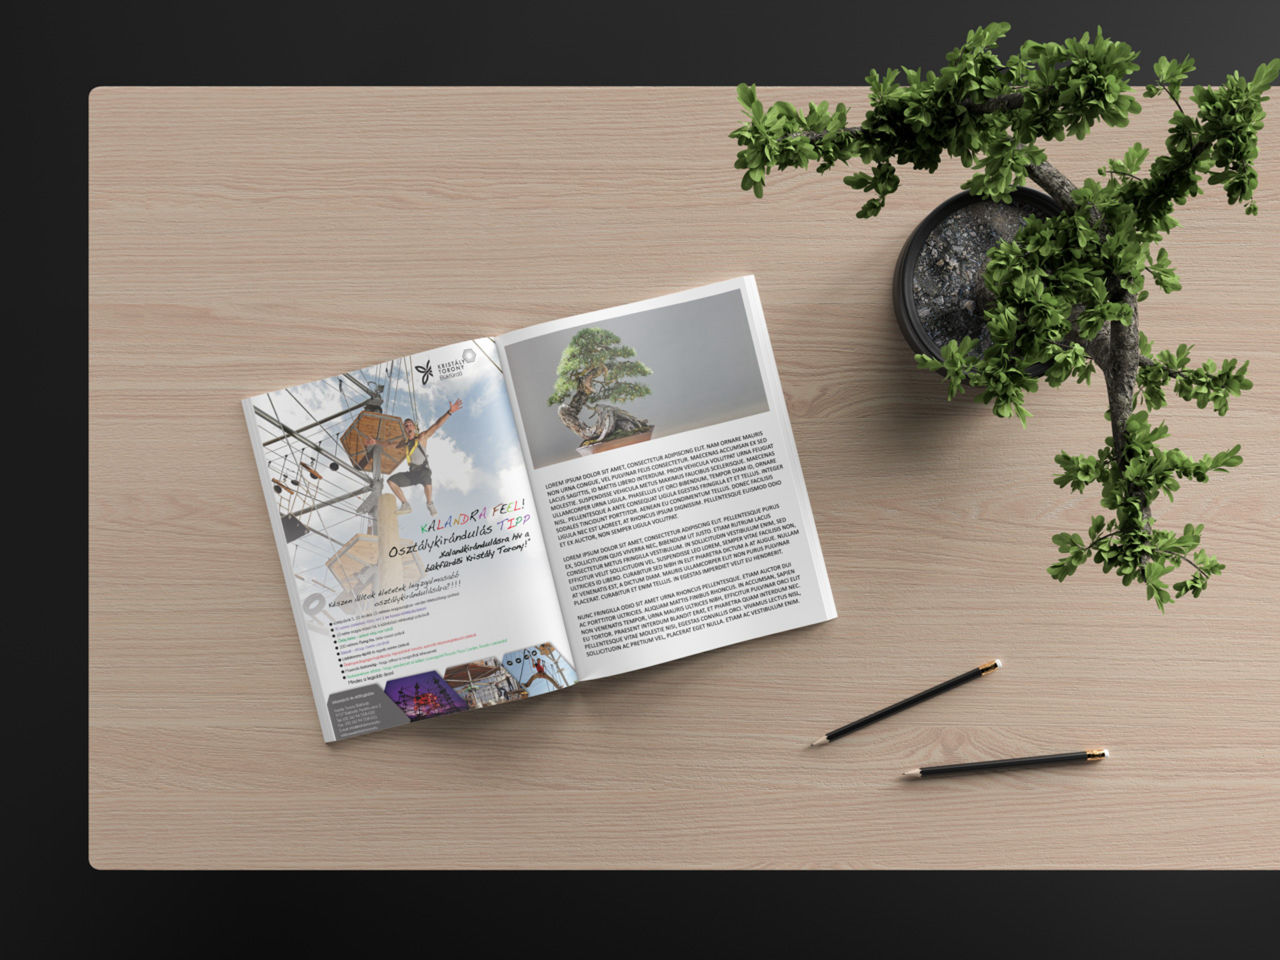 KRISTÁLY
TORONY
Bükfürdő
KALANDRA FEEL!
Osztálykirándulás TIPP
"Kalandkirándulásra hív a
bükfürdői Kristály Torony!"
Készen álltok életetek legizgalmasabb
osztálykirándulására?!!!
Mindez a legjobb áron!
LOREM IPSUM DOLOR SIT AMET, CONSECTETUR ADIPISCING ELIT. NAM ORNARE MAURIS
NON URNA CONGUE, VEL PULVINAR FELIS CONSECTETUR. MAECENAS ACCUMSAN EX SED
LACUS SAGITTIS, ID MATTIS LIBERO INTERDUM. PROIN VEHICULA VOLUTPAT URNA FEUGIAT
MOLESTIE. SUSPENDISSE VEHICULA METUS MAXIMUS FAUCIBUS SCELERISQUE. MAECENAS
ULLAMCORPER URNA LIGULA. PHASELLUS UT ORCI BIBENDUM, TEMPOR DIAM ID, ORNARE
NISL. PELLENTESQUE A ANTE CONSEQUAT LIGULA EGESTAS FRINGILLA ET ET TELLUS. INTEGER
SODALES TINCIDUNT PORTTITOR. AENEAN EU CONDIMENTUM TELLUS. DONEC FACILISIS
LIGULA NEC EST LAOREET, AT RHONCUS IPSUM DIGNISSIM. PELLENTESQUE EUISMOD ODIO
ET EX AUCTOR, NON SEMPER LIGULA VOLUTPAT.
LOREM IPSUM DOLOR SIT AMET, CONSECTETUR ADIPISCING ELIT. PELLENTESQUE PURUS
EX, SOLLICITUDIN QUIS VIVERRA NEC, BIBENDUM UT JUSTO. ETIAM RUTRUM LACUS
CONSECTETUR METUS FRINGILLA VESTIBULUM. IN SOLLICITUDIN VESTIBULUM ENIM, SED
EFFICITUR VELIT SOLLICITUDIN VEL. SUSPENDISSE LEO LOREM, SEMPER VITAE FACILISIS NON,
ULTRICIES ID LIBERO. CURABITUR SED NIBH IN ELIT PHARETRA DICTUM A AT AUGUE. NULLAM
AT VENENATIS EST, A DICTUM DIAM. MAURIS ULLAMCORPER ELIT NON PURUS PULVINAR
PLACERAT. CURABITUR ET ENIM TELLUS. IN EGESTAS IMPERDIET VELIT EU HENDRERIT.
NUNC FRINGILLA ODIO SIT AMET URNA RHONCUS PELLENTESQUE. ETIAM AUCTOR DUI
AC PORTTITOR ULTRICIES. ALIQUAM MATTIS FINIBUS RHONCUS. IN ACCUMSAN, SAPIEN
NON VENENATIS TEMPOR, URNA MAURIS ULTRICES NIBH, EFFICITUR PULVINAR ORCI ELIT
EU TORTOR. PRAESENT INTERDUM BLANDIT ERAT, ET PHARETRA QUAM INTERDUM NEC.
PELLENTESQUE VITAE MOLESTIE NISI, EGESTAS CONVALLIS ORCI. VIVAMUS LECTUS NISL,
SOLLICITUDIN AC PRETIUM VEL, PLACERAT EGET NULLA. ETIAM AC VESTIBULUM ENIM.